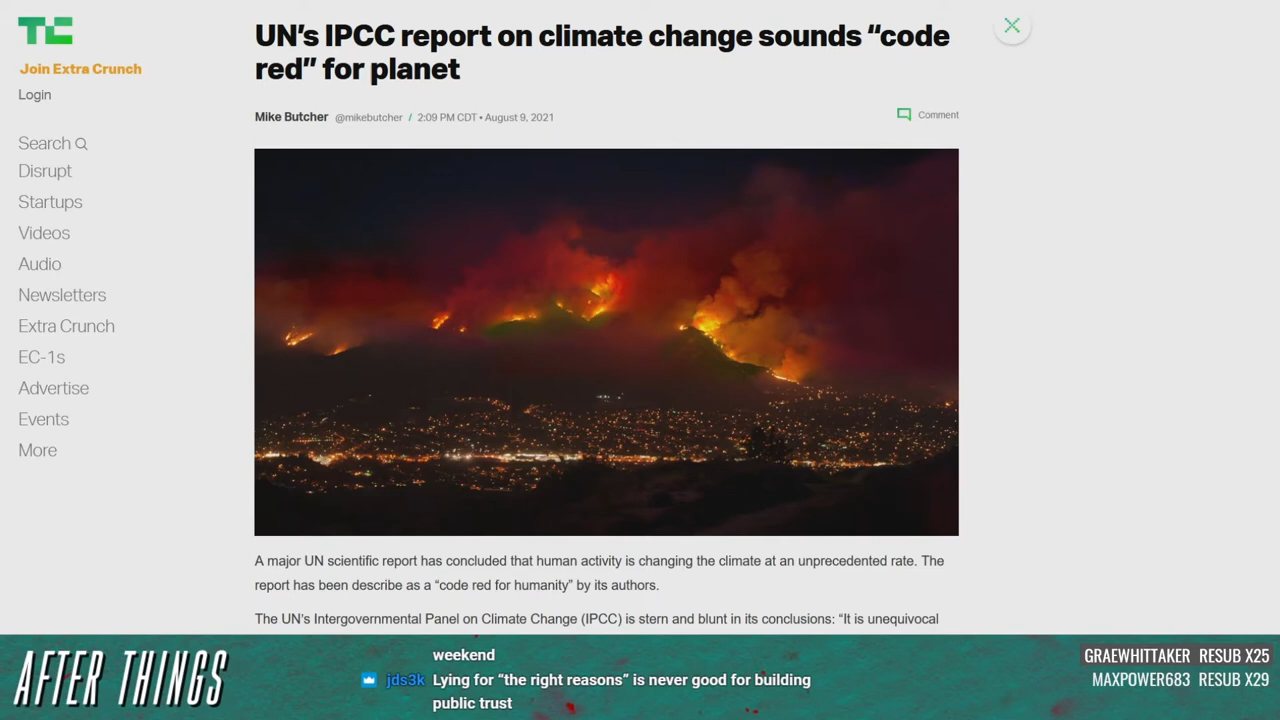 TC
Join Extra Crunch
Login
Search
Disrupt
Startups
Videos
Audio
Newsletters
Extra Crunch
EC-1s
Advertise
Events
More
UN’s IPCC report on climate change sounds “code
red” for planet
Mike Butcher @mikebutcher / 2:09 PM CDT • August 9, 2021
Comment
A major UN scientific report has concluded that human activity is changing the climate at an unprecedented rate. The
report has been describe as a “code red for humanity” by its authors.
The UN’s Intergovernmental Panel on Climate Change (IPCC) is stern and blunt in its conclusions: “It is unequivocal
AFTER THINGS
weekend
jds3k Lying for “the right reasons” is never good for building
public trust
GRAEWHITTAKER RESUB X25
MAXPOWER683 RESUB X29